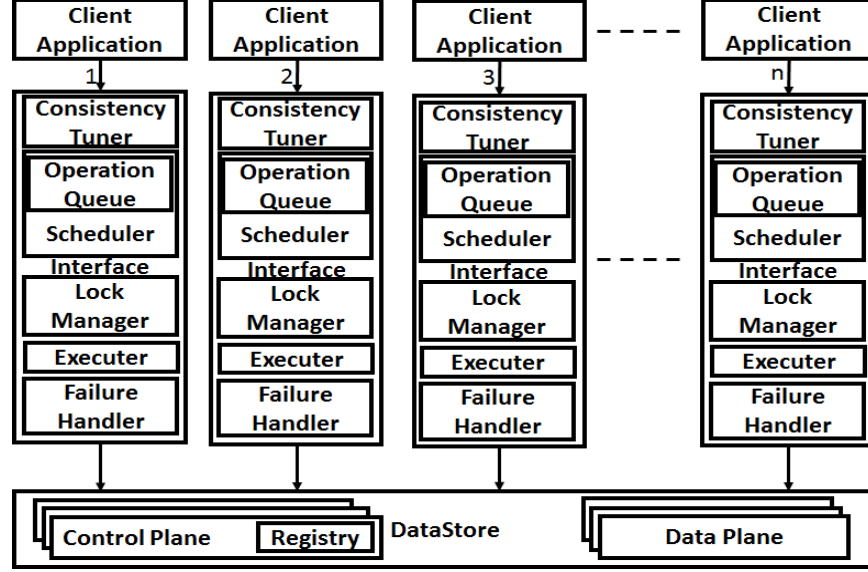 Client
Application
Client
Application
Client
Application
Client
Application
1
2
3
n
Consistency
Tuner
Operation
Queue
Scheduler
Interface
Lock
Manager
Executer
Failure
Handler
Consistency
Tuner
Operation
Queue
Scheduler
Interface
Lock
Manager
Executer
Failure
Handler
Consistency
Tuner
Operation
Queue
Scheduler
Interface
Lock
Manager
Executer
Failure
Handler
Consistency
Tuner
Operation
Queue
Scheduler
Interface
Lock
Manager
Executer
Failure
Handler
Control Plane
Registry
DataStore
Data Plane